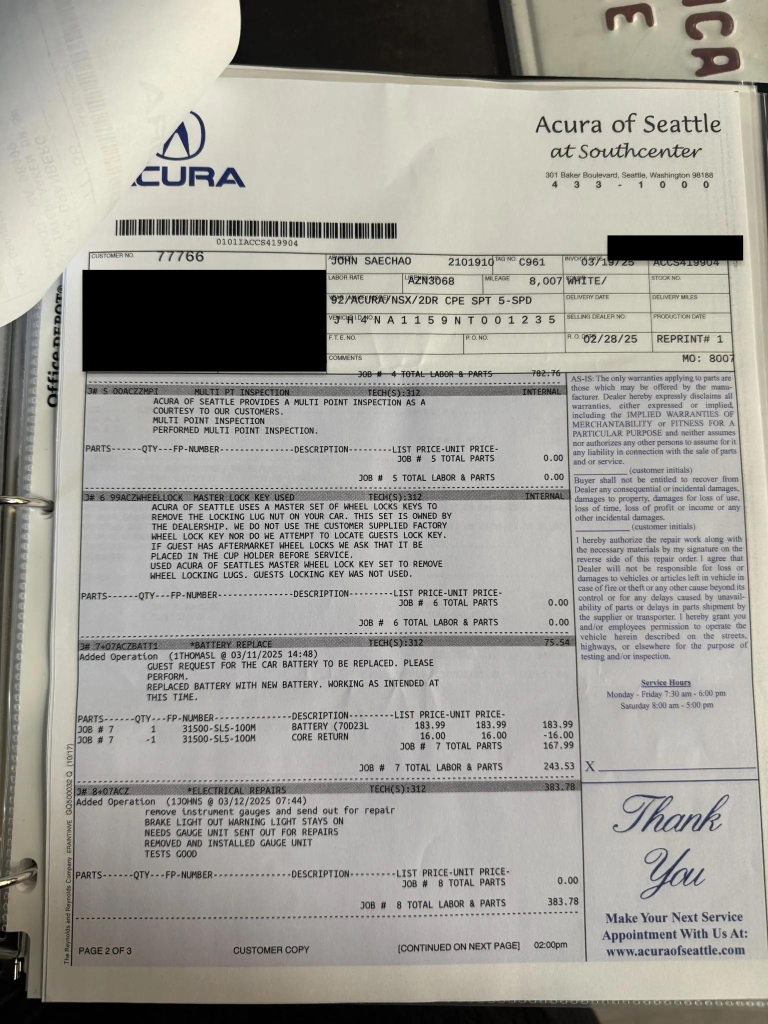 ICA
E
ACURA
Acura of Seattle
at Southcenter
301 Baker Boulevard, Seattle, Washington 98188
4 3 3 - 1 0 0 0
0101IACCS419904
CUSTOMER NO. 77766
JOHN SAECHAO 2101910 TAG NO. C961 INVOICE DATE 03/19/25 ACCS419904
LABOR RATE AZN3068 MILEAGE 8,007 WHITE/ STOCK NO.
92/ACURA/NSX/2DR CPE SPT 5-SPD DELIVERY DATE DELIVERY MILES
J H 4 N A 1 1 5 9 N T 0 0 1 2 3 5 SELLING DEALER NO. PRODUCTION DATE
F.T.E. NO. P.O. NO. R.O. DATE 02/28/25 REPRINT# 1
COMMENTS MO: 8007
JOB # 4 TOTAL LABOR & PARTS 782.76
J# 5 00ACZZMPI MULTI PT INSPECTION TECH(S):312 INTERNAL
ACURA OF SEATTLE PROVIDES A MULTI POINT INSPECTION AS A
COURTESY TO OUR CUSTOMERS.
MULTI POINT INSPECTION
PERFORMED MULTI POINT INSPECTION.
PARTS------QTY---FP-NUMBER---------------DESCRIPTION---------LIST PRICE-UNIT PRICE-
JOB # 5 TOTAL PARTS 0.00
JOB # 5 TOTAL LABOR & PARTS 0.00
J# 6 99ACZWHEELLOCK MASTER LOCK KEY USED TECH(S):312 INTERNAL
ACURA OF SEATTLE USES A MASTER SET OF WHEEL LOCKS KEYS TO
REMOVE THE LOCKING LUG NUT ON YOUR CAR. THIS SET IS OWNED BY
THE DEALERSHIP. WE DO NOT USE THE CUSTOMER SUPPLIED FACTORY
WHEEL LOCK KEY NOR DO WE ATTEMPT TO LOCATE GUESTS LOCK KEY.
IF GUEST HAS AFTERMARKET WHEEL LOCKS WE ASK THAT IT BE
PLACED IN THE CUP HOLDER BEFORE SERVICE.
USED ACURA OF SEATTLES MASTER WHEEL LOCK KEY SET TO REMOVE
WHEEL LOCKING LUGS. GUESTS LOCKING KEY WAS NOT USED.
PARTS------QTY---FP-NUMBER---------------DESCRIPTION---------LIST PRICE-UNIT PRICE-
JOB # 6 TOTAL PARTS 0.00
JOB # 6 TOTAL LABOR & PARTS 0.00
J# 7+07ACZBATT1 *BATTERY REPLACE TECH(S):312 75.54
Added Operation (1THOMASL @ 03/11/2025 14:48)
GUEST REQUEST FOR THE CAR BATTERY TO BE REPLACED. PLEASE
PERFORM.
REPLACED BATTERY WITH NEW BATTERY. WORKING AS INTENDED AT
THIS TIME.
PARTS------QTY---FP-NUMBER---------------DESCRIPTION---------LIST PRICE-UNIT PRICE-
JOB # 7 1 31500-SL5-100M BATTERY (70D23L 183.99 183.99 183.99
JOB # 7 -1 31500-SL5-100M CORE RETURN 16.00 16.00 -16.00
JOB # 7 TOTAL PARTS 167.99
JOB # 7 TOTAL LABOR & PARTS 243.53
J# 8+07ACZ *ELECTRICAL REPAIRS TECH(S):312 383.78
Added Operation (1JOHNS @ 03/12/2025 07:44)
remove instrument gauges and send out for repair
BRAKE LIGHT OUT WARNING LIGHT STAYS ON
NEEDS GAUGE UNIT SENT OUT FOR REPAIRS
REMOVED AND INSTALLED GAUGE UNIT
TESTS GOOD
PARTS------QTY---FP-NUMBER---------------DESCRIPTION---------LIST PRICE-UNIT PRICE-
JOB # 8 TOTAL PARTS 0.00
JOB # 8 TOTAL LABOR & PARTS 383.78
PAGE 2 OF 3 CUSTOMER COPY [CONTINUED ON NEXT PAGE] 02:00pm
AS-IS: The only warranties applying to parts are
those which may be offered by the manu-
facturer. Dealer hereby expressly disclaims all
warranties, either expressed or implied,
including the IMPLIED WARRANTIES OF
MERCHANTABILITY or FITNESS FOR A
PARTICULAR PURPOSE and neither assumes
nor authorizes any other persons to assume for it
any liability in connection with the sale of parts
and/or service.
(customer initials)
Buyer shall not be entitled to recover from
Dealer any consequential or incidental damages,
damages to property, damages for loss of use,
loss of time, loss of profit or income or any
other incidental damages.
(customer initials)
I hereby authorize the repair work along with
the necessary materials by my signature on the
reverse side of this repair order. I agree that
Dealer will not be responsible for loss or
damages to vehicles or articles left in vehicle in
case of fire or theft or any other cause beyond its
control or for any delays caused by unavail-
ability of parts or delays in parts shipment by
the supplier or transporter. I hereby grant you
and/or employees permission to operate the
vehicle herein described on the streets,
highways, or elsewhere for the purpose of
testing and/or inspection.
Service Hours
Monday - Friday 7:30 am - 6:00 pm
Saturday 8:00 am - 5:00 pm
X
Thank
You
Make Your Next Service
Appointment With Us At:
www.acuraofseattle.com
Office DEPOT
The Reynolds and Reynolds Company